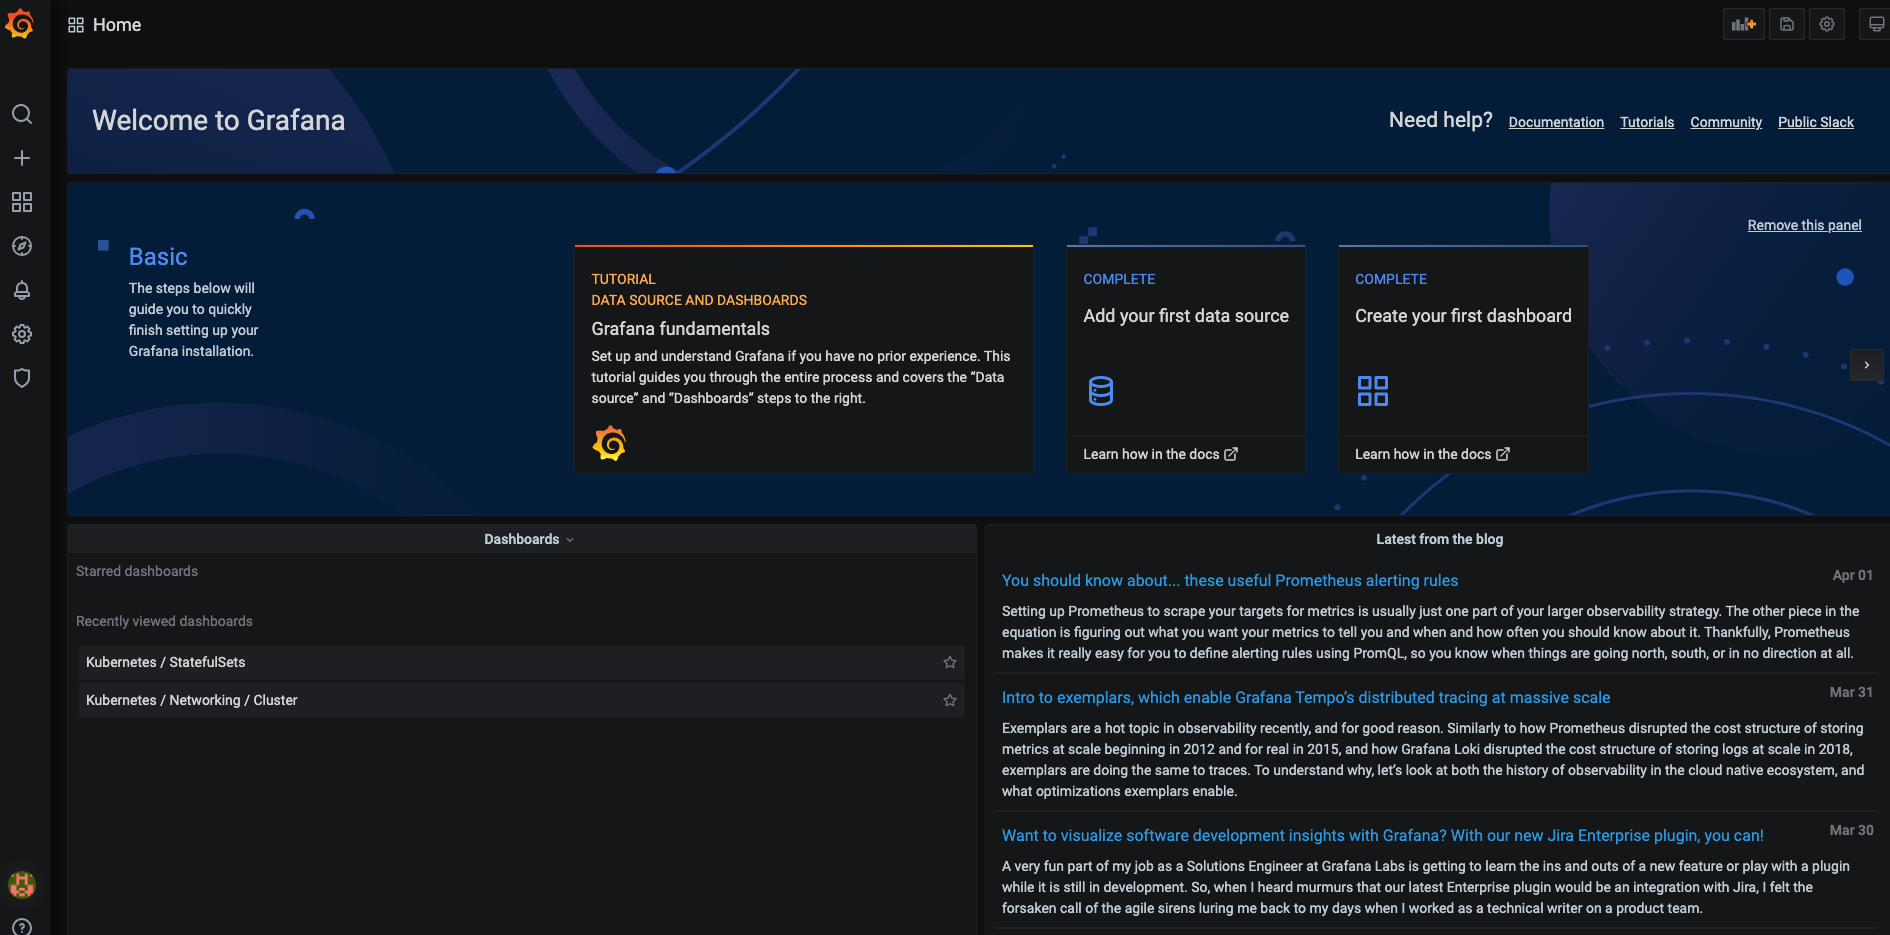 Home
Welcome to Grafana
Need help? Documentation Tutorials Community Public Slack
Remove this panel
Basic
The steps below will
guide you to quickly
finish setting up your
Grafana installation.
TUTORIAL
DATA SOURCE AND DASHBOARDS
Grafana fundamentals
Set up and understand Grafana if you have no prior experience. This
tutorial guides you through the entire process and covers the “Data
source” and “Dashboards” steps to the right.
COMPLETE
Add your first data source
Learn how in the docs
COMPLETE
Create your first dashboard
Learn how in the docs
Dashboards
Starred dashboards
Recently viewed dashboards
Kubernetes / StatefulSets
Kubernetes / Networking / Cluster
Latest from the blog
You should know about... these useful Prometheus alerting rules
Apr 01
Setting up Prometheus to scrape your targets for metrics is usually just one part of your larger observability strategy. The other piece in the
equation is figuring out what you want your metrics to tell you and when and how often you should know about it. Thankfully, Prometheus
makes it really easy for you to define alerting rules using PromQL, so you know when things are going north, south, or in no direction at all.
Intro to exemplars, which enable Grafana Tempo’s distributed tracing at massive scale
Mar 31
Exemplars are a hot topic in observability recently, and for good reason. Similarly to how Prometheus disrupted the cost structure of storing
metrics at scale beginning in 2012 and for real in 2015, and how Grafana Loki disrupted the cost structure of storing logs at scale in 2018,
exemplars are doing the same to traces. To understand why, let’s look at both the history of observability in the cloud native ecosystem, and
what optimizations exemplars enable.
Want to visualize software development insights with Grafana? With our new Jira Enterprise plugin, you can!
Mar 30
A very fun part of my job as a Solutions Engineer at Grafana Labs is getting to learn the ins and outs of a new feature or play with a plugin
while it is still in development. So, when I heard murmurs that our latest Enterprise plugin would be an integration with Jira, I felt the
forsaken call of the agile sirens luring me back to my days when I worked as a technical writer on a product team.